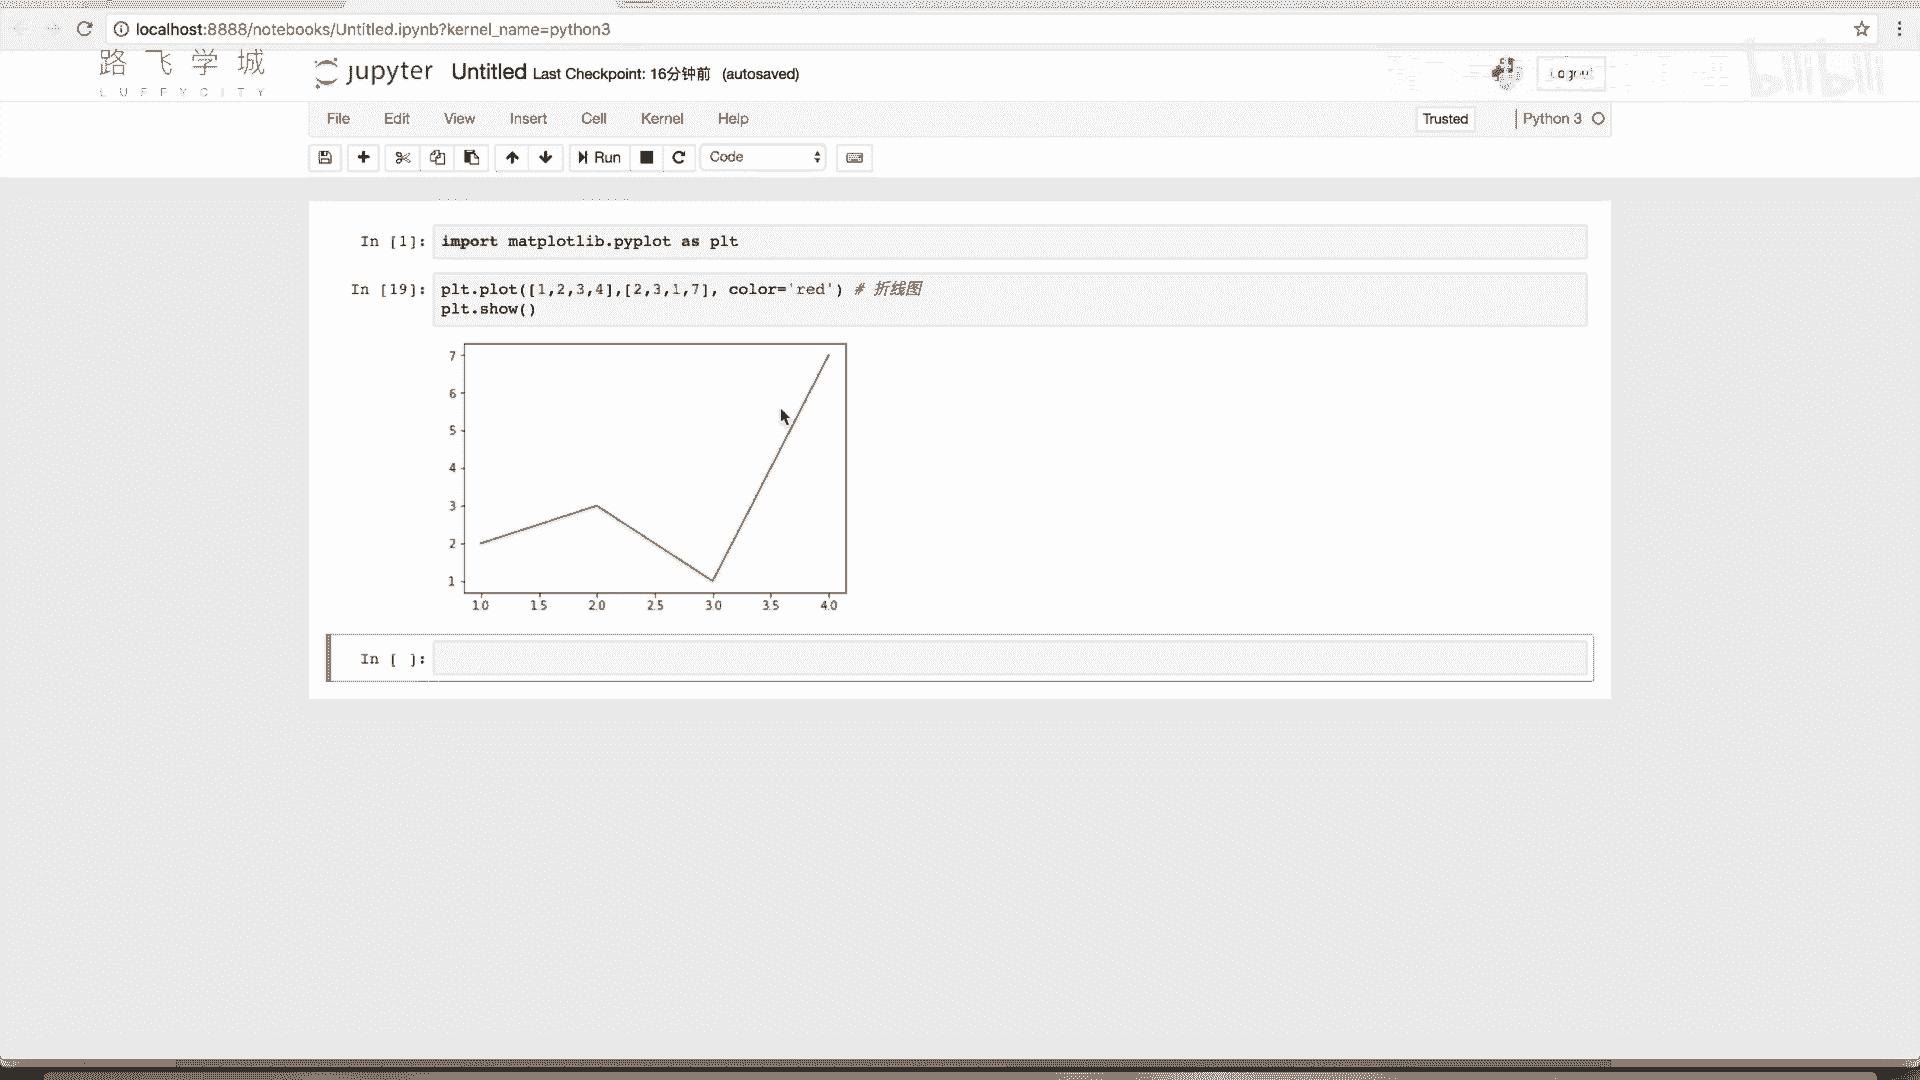 localhost:8888/notebooks/Untitled.ipynb?kernel_name=python3
路飞学城
LUFFYCITY
jupyter Untitled Last Checkpoint: 16分钟前 (autosaved)
Logout
bilibili
File Edit View Insert Cell Kernel Help
Trusted
Python 3
Run
Code
In [1]: import matplotlib.pyplot as plt
In [19]: plt.plot([1,2,3,4],[2,3,1,7], color='red') # 折线图
plt.show()
7
6
5
4
3
2
1
1.0 1.5 2.0 2.5 3.0 3.5 4.0
In [ ]: